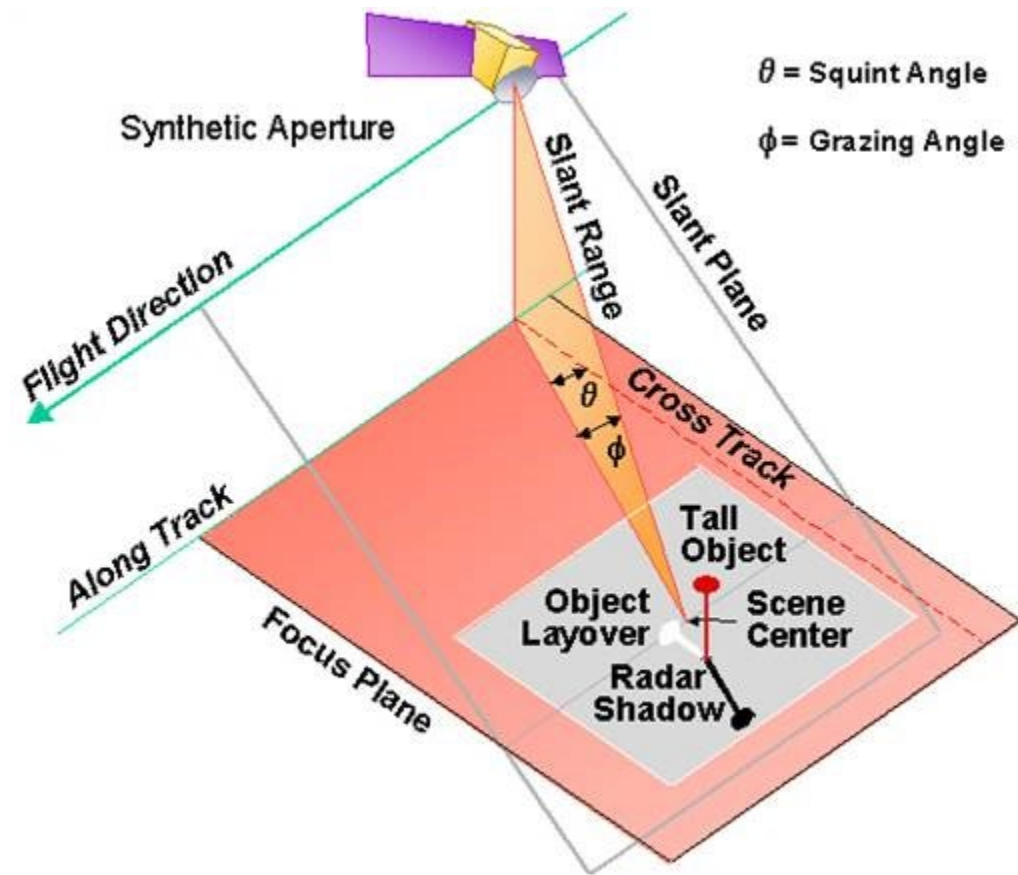 θ = Squint Angle
Synthetic Aperture
ϕ = Grazing Angle
Slant Range
Slant Plane
Flight Direction
θ
Cross Track
ϕ
Along Track
Tall
Object
Object
Layover
Scene
Center
Focus Plane
Radar
Shadow